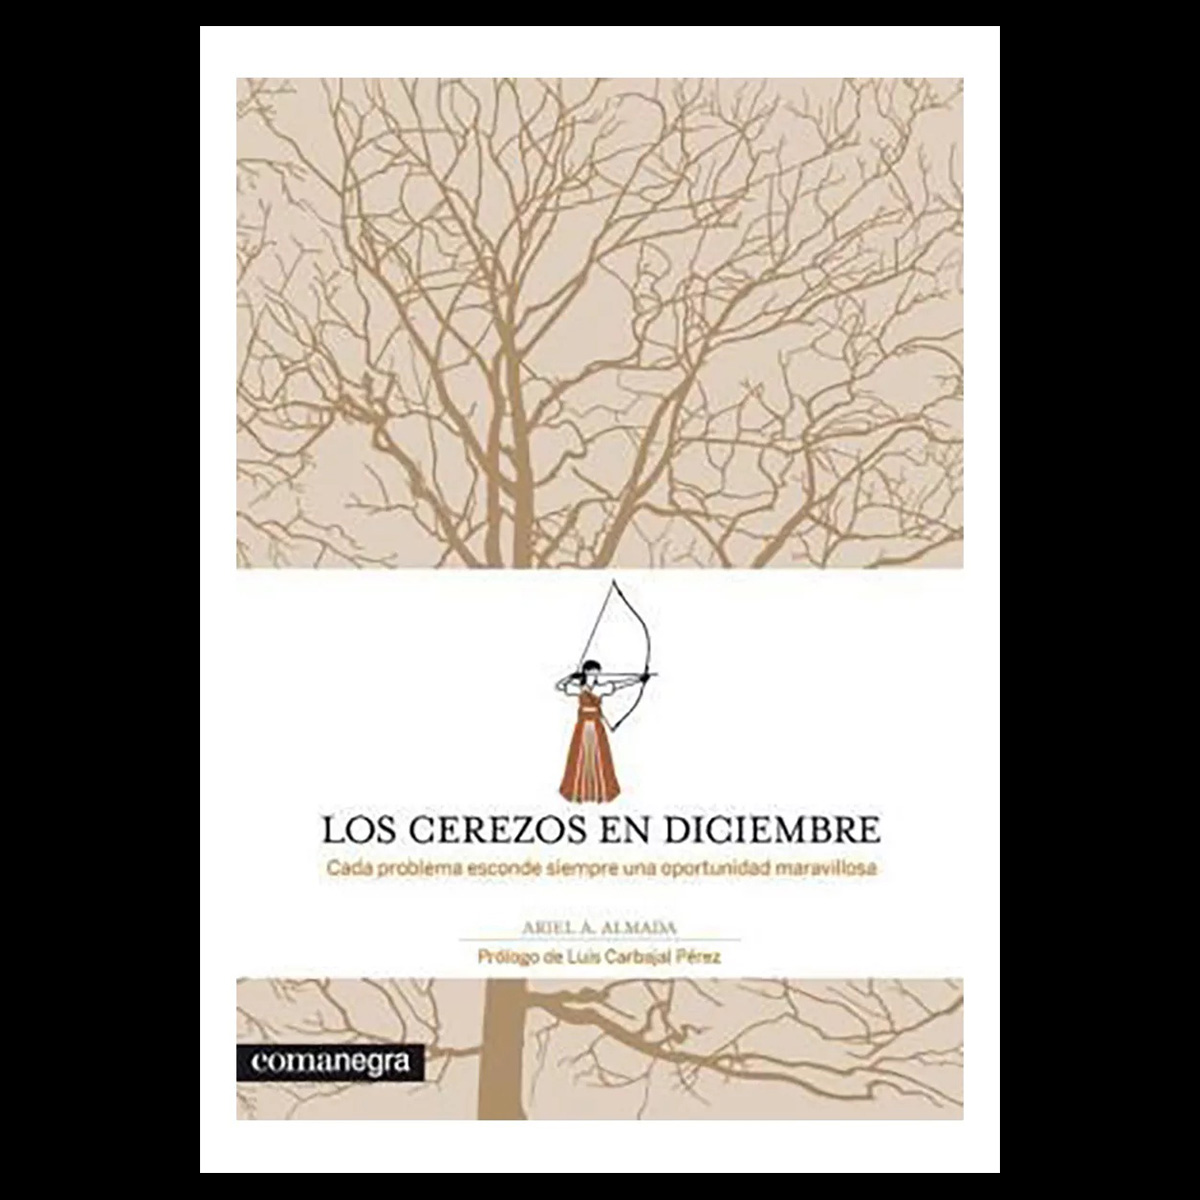 LOS CEREZOS EN DICIEMBRE
Cada problema esconde siempre una oportunidad maravillosa
ARIEL A. ALMADA
Prólogo de Luis Carbajal Pérez
comanegra